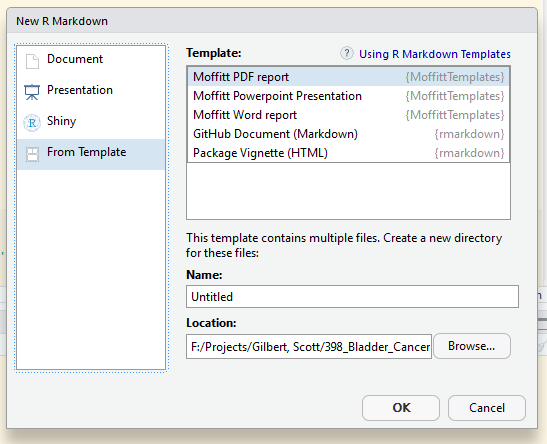 New R Markdown
Document
Presentation
Shiny
From Template
Template:
? Using R Markdown Templates
Moffitt PDF report {MoffittTemplates}
Moffitt Powerpoint Presentation {MoffittTemplates}
Moffitt Word report {MoffittTemplates}
GitHub Document (Markdown) {rmarkdown}
Package Vignette (HTML) {rmarkdown}
This template contains multiple files. Create a new directory
for these files:
Name:
Untitled
Location:
F:/Projects/Gilbert, Scott/398_Bladder_Cancer
Browse...
OK
Cancel